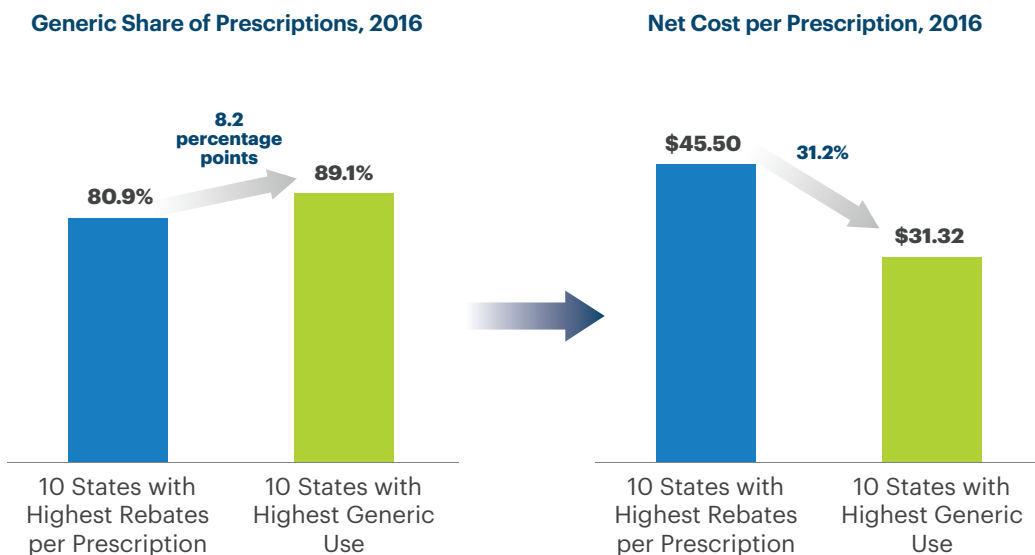 Generic Share of Prescriptions, 2016
8.2
percentage
points
80.9%
89.1%
10 States with
Highest Rebates
per Prescription
10 States with
Highest Generic
Use
Net Cost per Prescription, 2016
$45.50
31.2%
$31.32
10 States with
Highest Rebates
per Prescription
10 States with
Highest Generic
Use